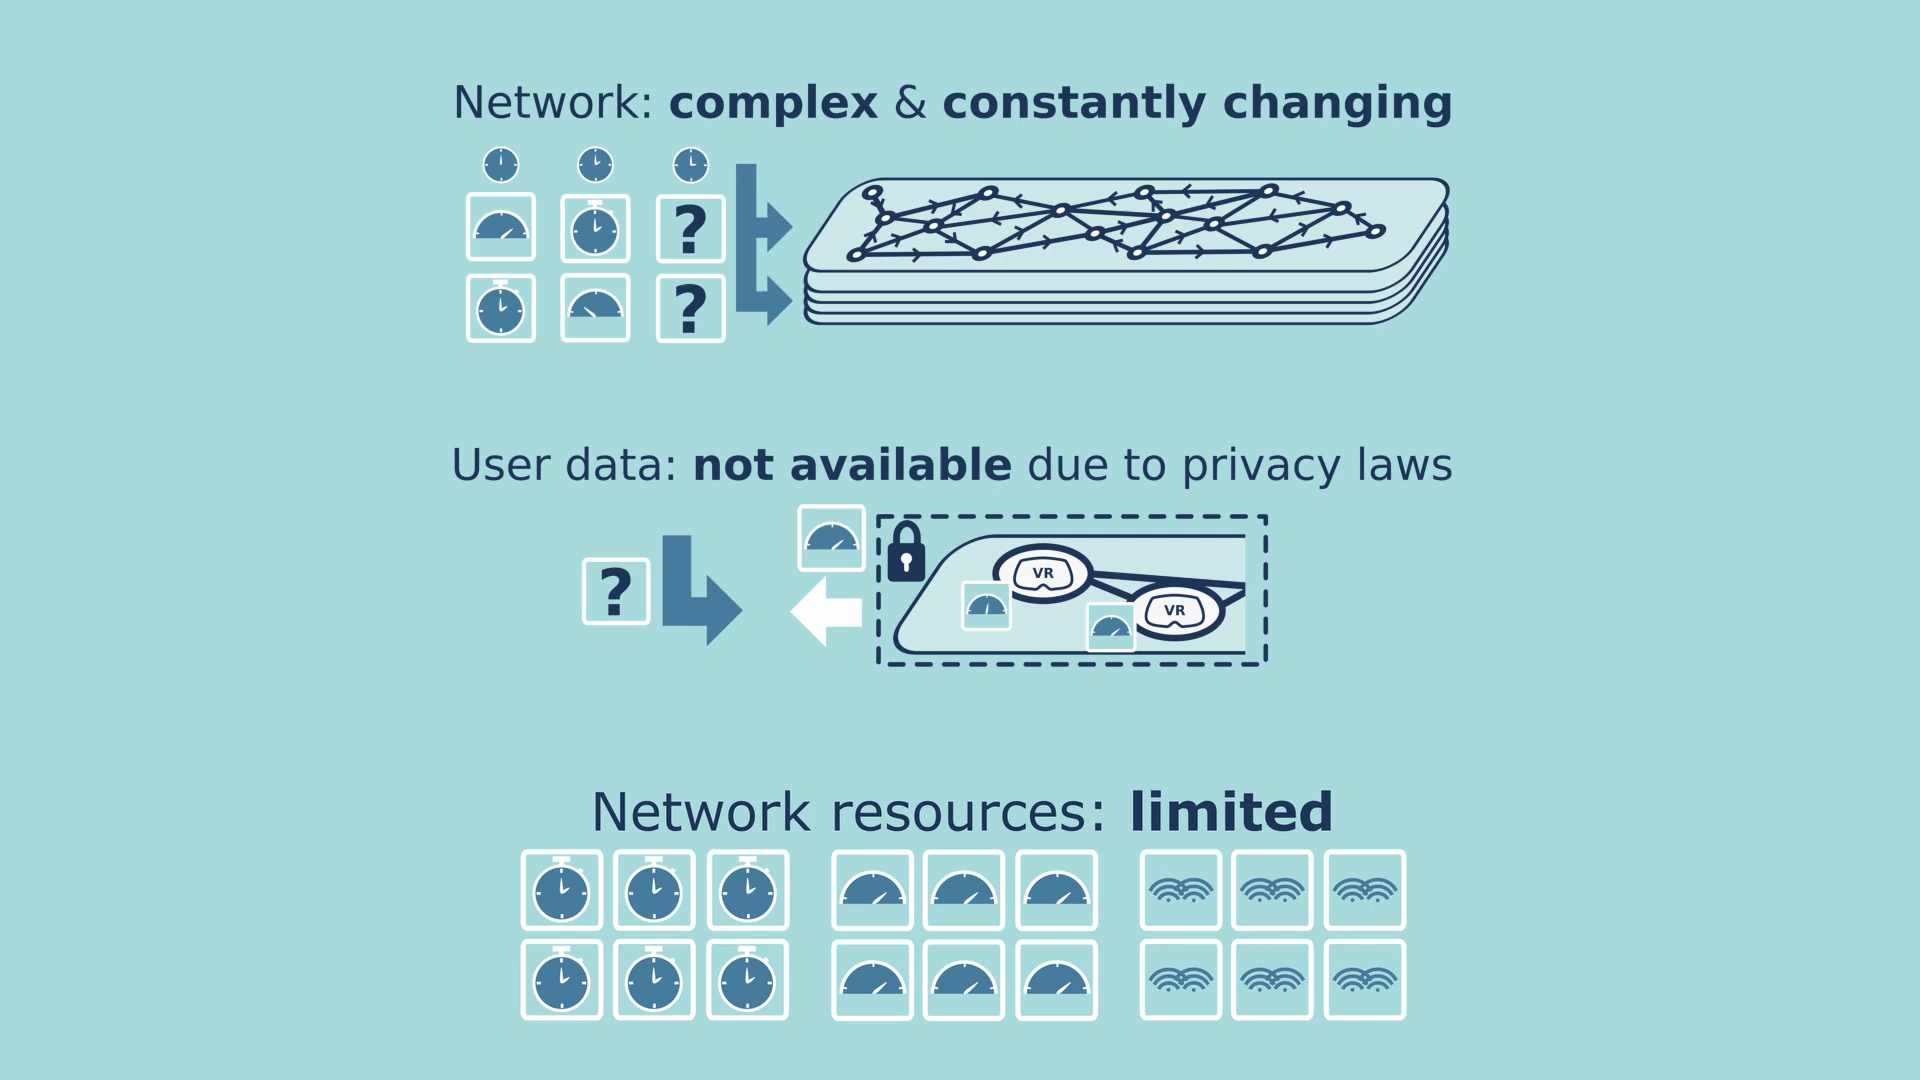 Network: complex & constantly changing
?
?
User data: not available due to privacy laws
?
VR
VR
Network resources: limited